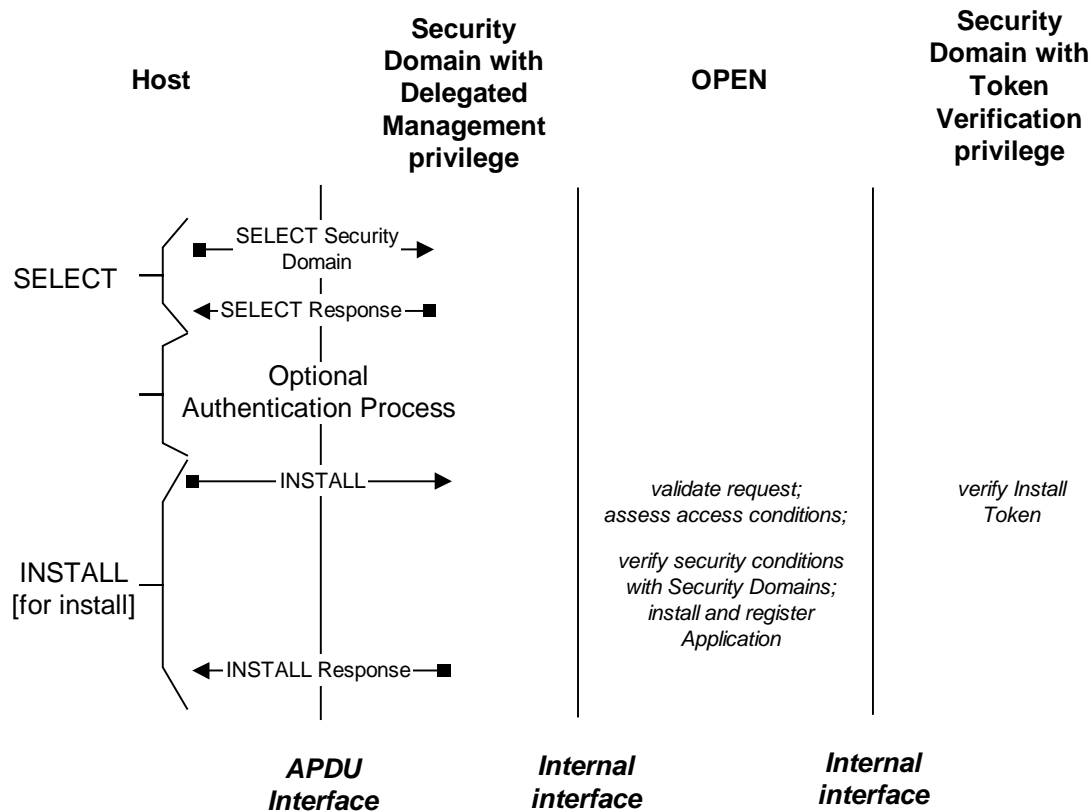 Host
Security
Domain with
Delegated
Management
privilege
OPEN
Security
Domain with
Token
Verification
privilege
SELECT
SELECT Security
Domain
SELECT Response
Optional
Authentication Process
INSTALL
[for install]
INSTALL
validate request;
assess access conditions;
verify security conditions
with Security Domains;
install and register
Application
verify Install
Token
INSTALL Response
APDU
Interface
Internal
interface
Internal
interface